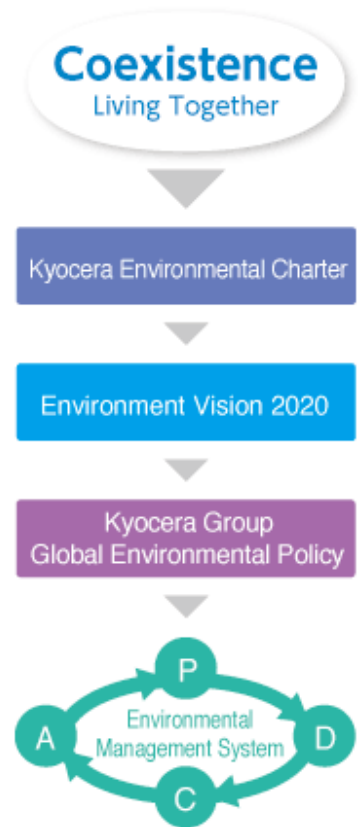 Coexistence
Living Together
Kyocera Environmental Charter
Environment Vision 2020
Kyocera Group
Global Environmental Policy
P
Environmental
A
Management System
D
C